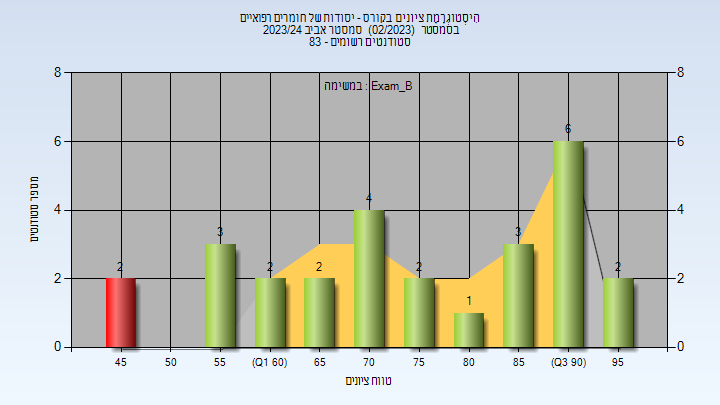 היסטוגרמת ציונים בקורס - יסודות של חומרים רפואיים
בסמסטר (02/2023) סמסטר אביב 2023/24
סטודנטים רשומים - 83
במשימה : Exam_B
8 8
6 6
4 4
2 2
0 0
מספר סטודנטים
2 3 2 2 4 2 1 3 6 2
45 50 55 (Q1 60) 65 70 75 80 85 (Q3 90) 95
טווח ציונים